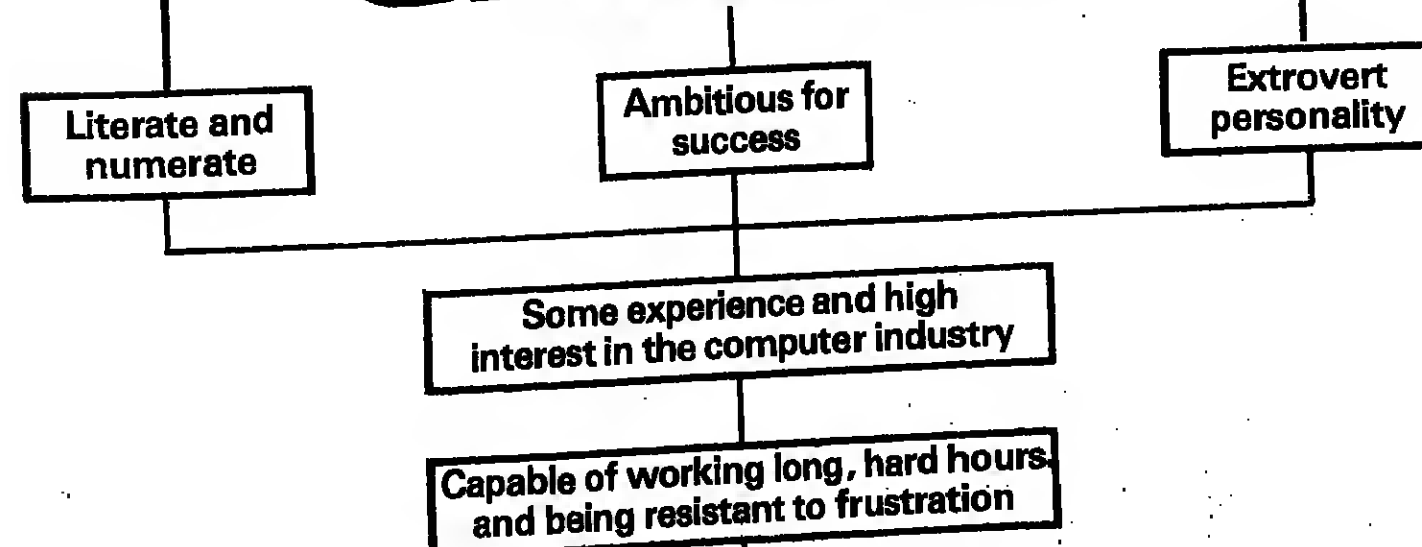 Literate and
numerate
Ambitious for
success
Extrovert
personality
Some experience and high
interest in the computer industry
Capable of working long, hard hours
and being resistant to frustration